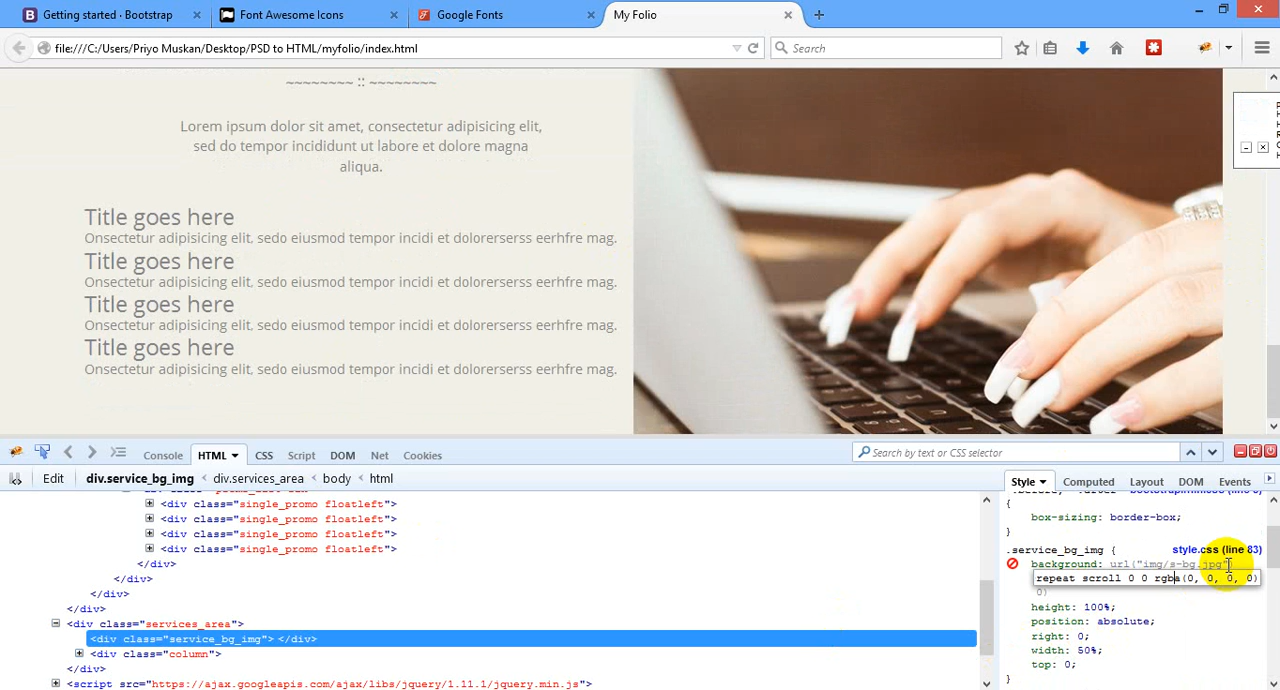 Getting started · Bootstrap
Font Awesome Icons
Google Fonts
My Folio
file:///C:/Users/Priyo Muskan/Desktop/PSD to HTML/myfolio/index.html
Search
~~~~~~~~ :: ~~~~~~~~
Lorem ipsum dolor sit amet, consectetur adipisicing elit,
sed do tempor incididunt ut labore et dolore magna
aliqua.
Title goes here
Onsectetur adipisicing elit, sedo eiusmod tempor incidi et dolorerserss eerhfre mag.
Title goes here
Onsectetur adipisicing elit, sedo eiusmod tempor incidi et dolorerserss eerhfre mag.
Title goes here
Onsectetur adipisicing elit, sedo eiusmod tempor incidi et dolorerserss eerhfre mag.
Title goes here
Onsectetur adipisicing elit, sedo eiusmod tempor incidi et dolorerserss eerhfre mag.
Console HTML CSS Script DOM Net Cookies
Search by text or CSS selector
Edit div.service_bg_img < div.services_area < body < html
Style Computed Layout DOM Events
<div class="single_promo floatleft">
<div class="single_promo floatleft">
<div class="single_promo floatleft">
<div class="single_promo floatleft">
</div>
</div>
</div>
</div>
<div class="services_area">
<div class="service_bg_img"> </div>
<div class="column">
</div>
<script src="https://ajax.googleapis.com/ajax/libs/jquery/1.11.1/jquery.min.js">
{
box-sizing: border-box;
}
.service_bg_img { style.css (line 83)
background: url("img/s-bg.jpg")
repeat scroll 0 0 rgba(0, 0, 0, 0)
0)
height: 100%;
position: absolute;
right: 0;
width: 50%;
top: 0;
}